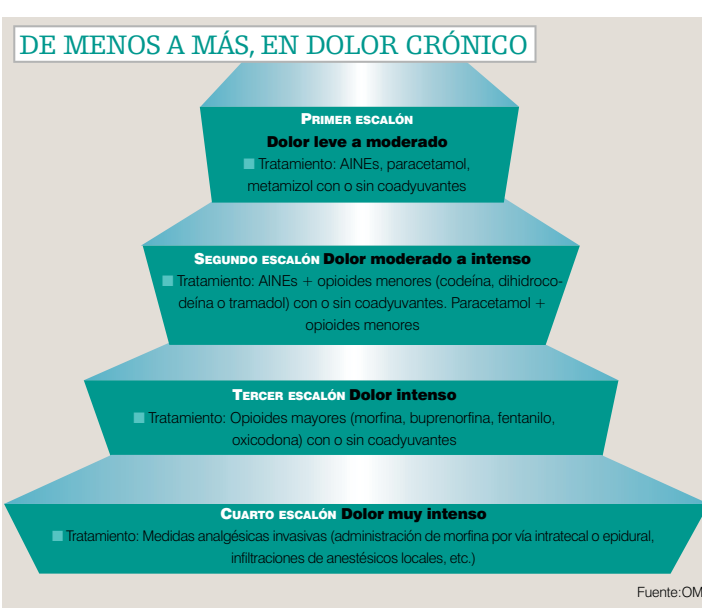 DE MENOS A MÁS, EN DOLOR CRÓNICO
PRIMER ESCALÓN
Dolor leve a moderado
Tratamiento: AINEs, paracetamol,
metamizol con o sin coadyuvantes
SEGUNDO ESCALÓN Dolor moderado a intenso
Tratamiento: AINEs + opioides menores (codeína, dihidroco-
deína o tramadol) con o sin coadyuvantes. Paracetamol +
opioides menores
TERCER ESCALÓN Dolor intenso
Tratamiento: Opioides mayores (morfina, buprenorfina, fentanilo,
oxicodona) con o sin coadyuvantes
CUARTO ESCALÓN Dolor muy intenso
Tratamiento: Medidas analgésicas invasivas (administración de morfina por vía intratecal o epidural,
infiltraciones de anestésicos locales, etc.)
Fuente:OM